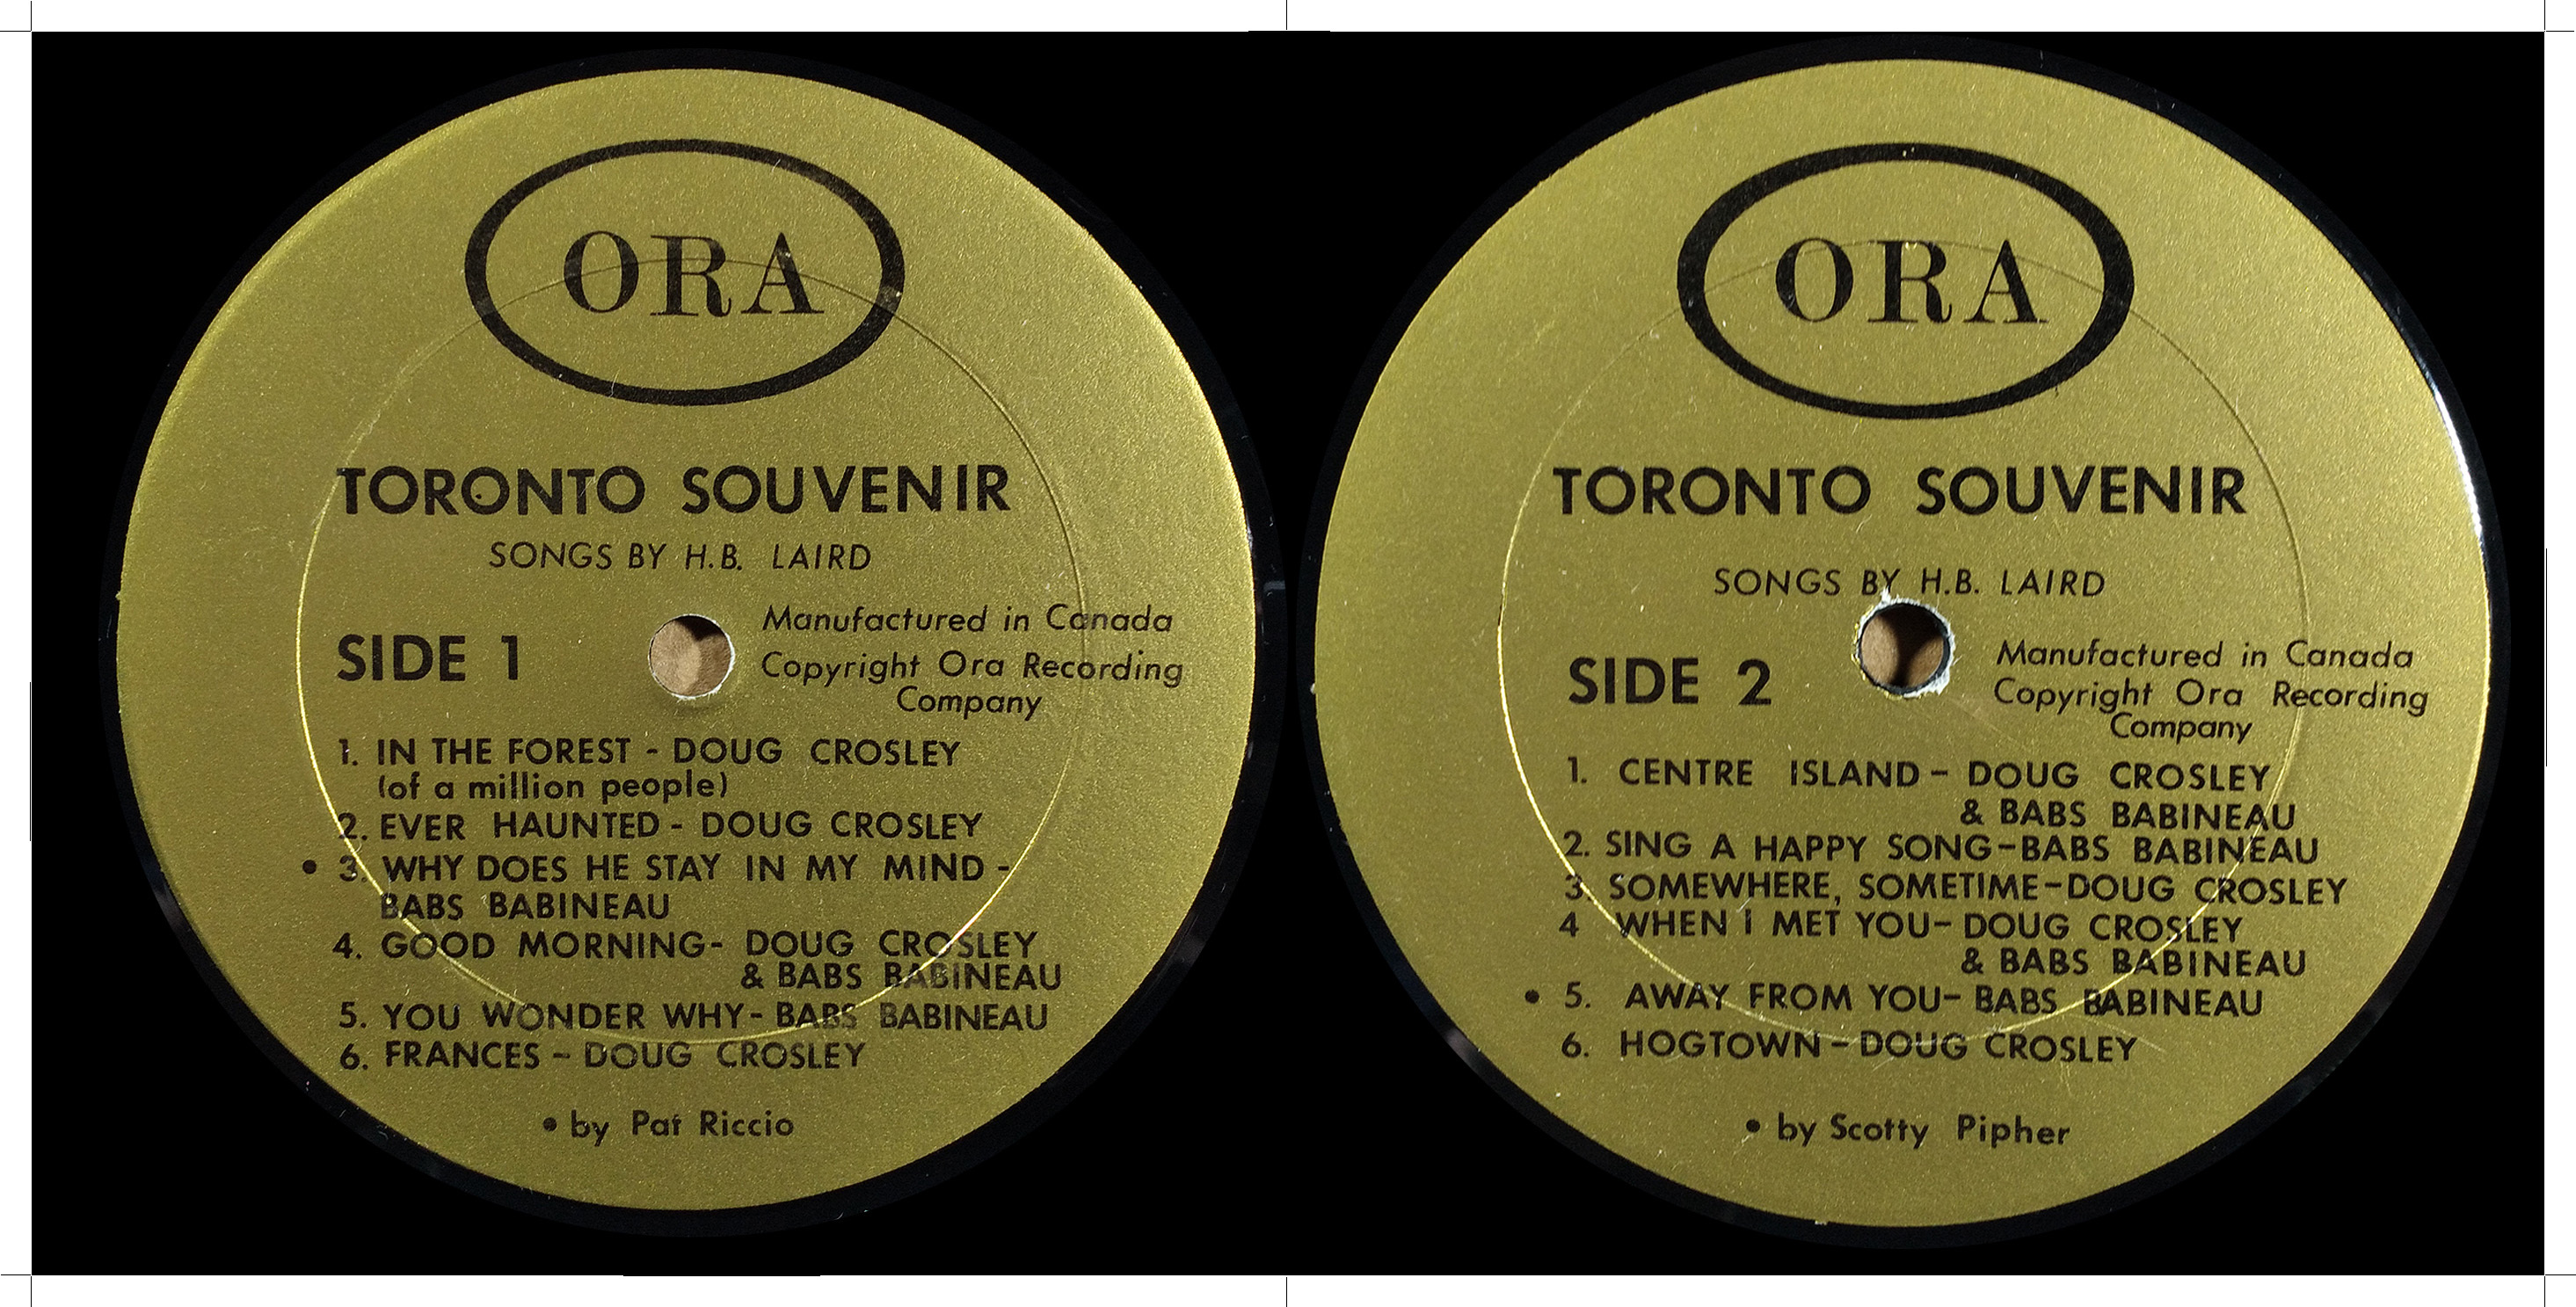 ORA
TORONTO SOUVENIR
SONGS BY H.B. LAIRD
Manufactured in Canada
SIDE 1
Copyright Ora Recording
Company
1. IN THE FOREST - DOUG CROSLEY
(of a million people)
2. EVER HAUNTED - DOUG CROSLEY
• 3. WHY DOES HE STAY IN MY MIND -
BABS BABINEAU
4. GOOD MORNING- DOUG CROSLEY
& BABS BABINEAU
5. YOU WONDER WHY - BABS BABINEAU
6. FRANCES - DOUG CROSLEY
• by Pat Riccio
ORA
TORONTO SOUVENIR
SONGS BY H.B. LAIRD
Manufactured in Canada
SIDE 2
Copyright Ora Recording
Company
1. CENTRE ISLAND - DOUG CROSLEY
& BABS BABINEAU
2. SING A HAPPY SONG-BABS BABINEAU
3. SOMEWHERE, SOMETIME-DOUG CROSLEY
4 WHEN I MET YOU- DOUG CROSLEY
& BABS BABINEAU
• 5. AWAY FROM YOU- BABS BABINEAU
6. HOGTOWN - DOUG CROSLEY
• by Scotty Pipher